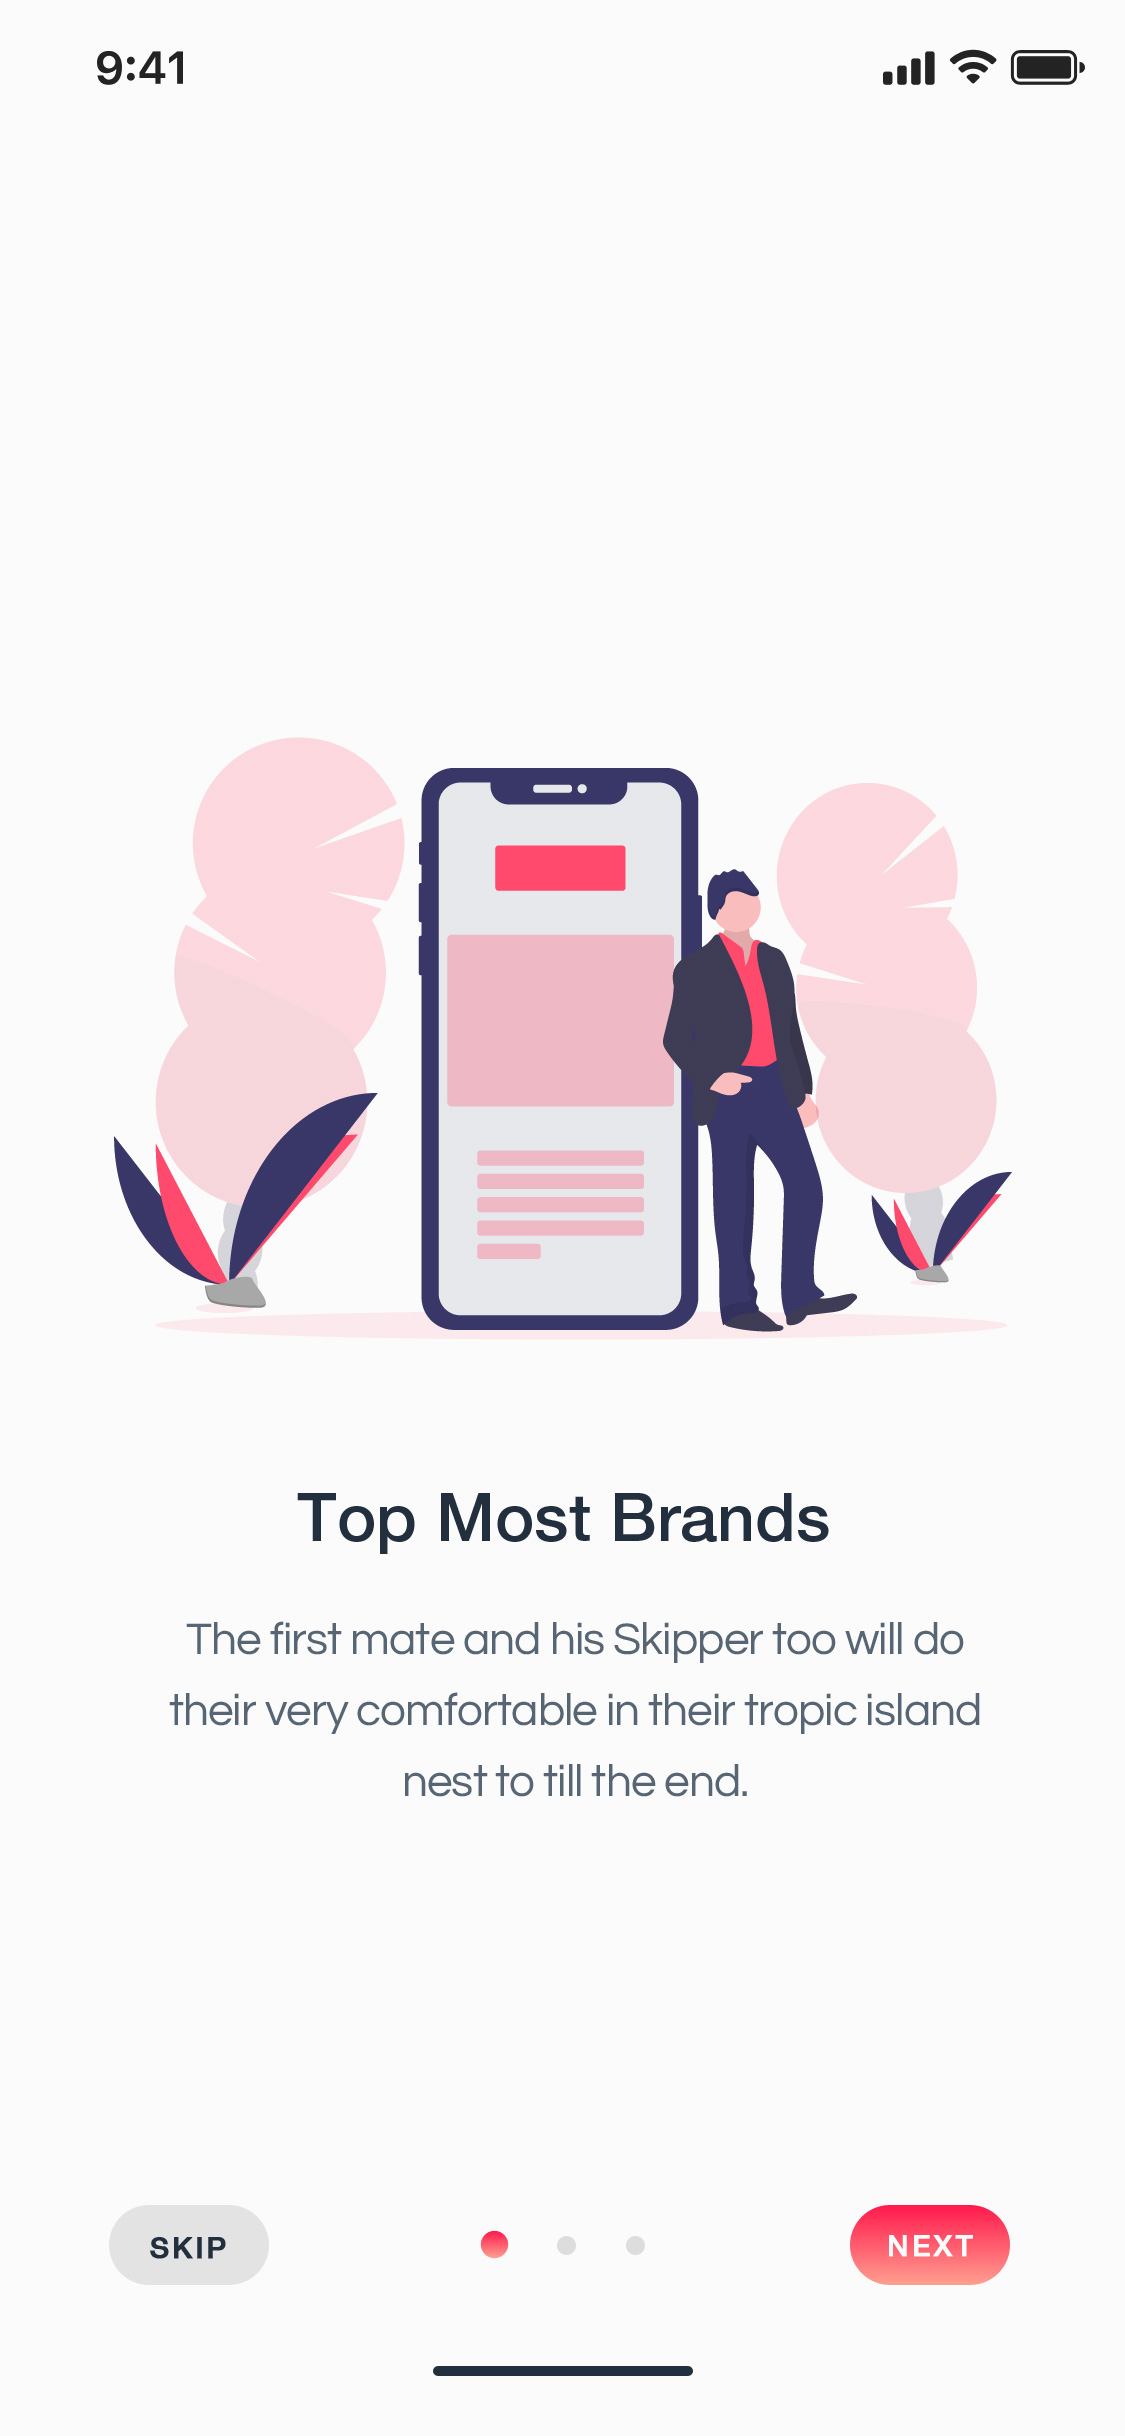 9:41
Top Most Brands
The first mate and his Skipper too will do
their very comfortable in their tropic island
nest to till the end.
SKIP
NEXT